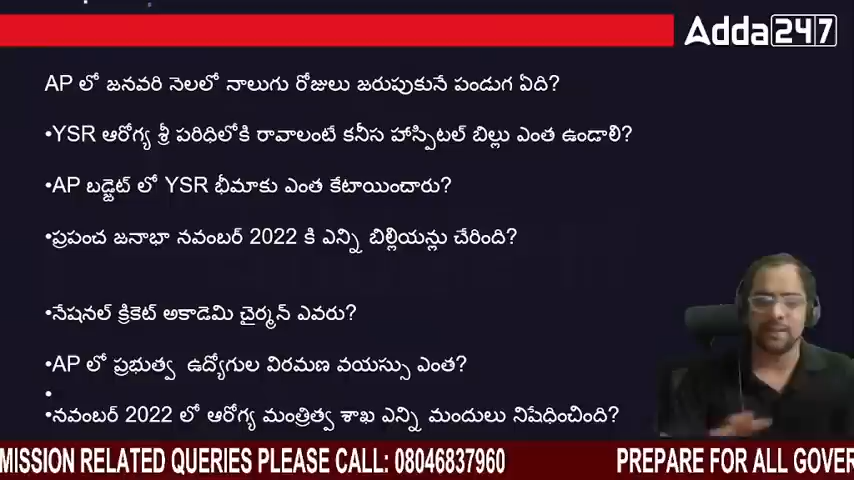 Adda247
AP లో జనవరి నెలలో నాలుగు రోజులు జరుపుకునే పండుగ ఏది?
•YSR ఆరోగ్య శ్రీ పరిధిలోకి రావాలంటే కనీస హాస్పిటల్ బిల్లు ఎంత ఉండాలి?
•AP బడ్జెట్ లో YSR భీమాకు ఎంత కేటాయించారు?
•ప్రపంచ జనాభా నవంబర్ 2022 కి ఎన్ని బిల్లియన్లు చేరింది?
•నేషనల్ క్రికెట్ అకాడెమి చైర్మన్ ఎవరు?
•AP లో ప్రభుత్వ ఉద్యోగుల విరమణ వయస్సు ఎంత?
•
•నవంబర్ 2022 లో ఆరోగ్య మంత్రిత్వ శాఖ ఎన్ని మందులు నిషేధించింది?
MISSION RELATED QUERIES PLEASE CALL: 08046837960 PREPARE FOR ALL GOVER